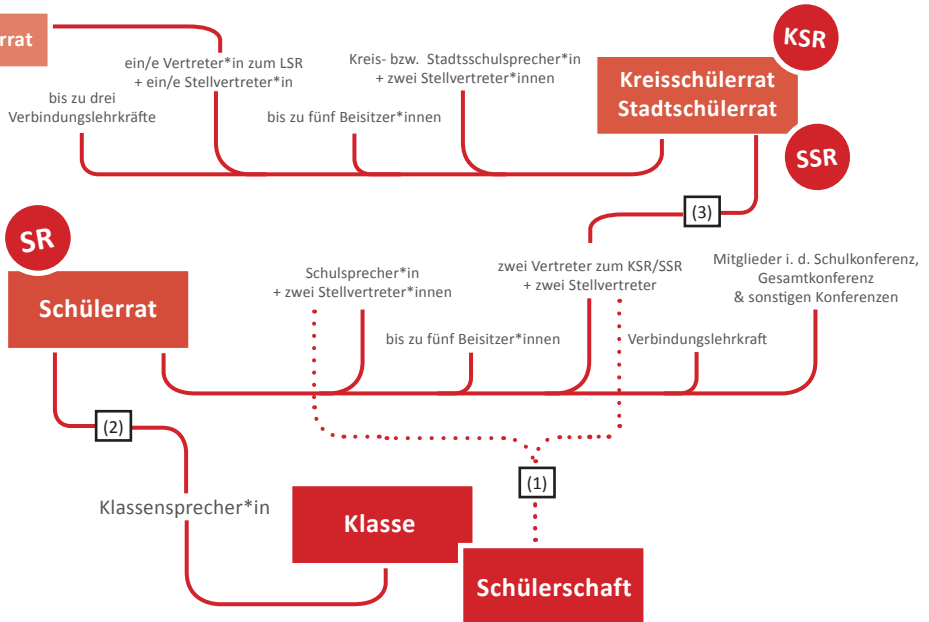 rrat
ein/e Vertreter*in zum LSR
+ ein/e Stellvertreter*in
bis zu drei
Verbindungslehrkräfte
Kreis- bzw. Stadtsschulsprecher*in
+ zwei Stellvertreter*innen
bis zu fünf Beisitzer*innen
Kreisschülerrat
Stadtschülerrat
KSR
SSR
(3)
SR
Schülerrat
Schulsprecher*in
+ zwei Stellvertreter*innen
bis zu fünf Beisitzer*innen
zwei Vertreter zum KSR/SSR
+ zwei Stellvertreter
Verbindungslehrkraft
Mitglieder i. d. Schulkonferenz,
Gesamtkonferenz
& sonstigen Konferenzen
(2)
(1)
Klassensprecher*in
Klasse
Schülerschaft